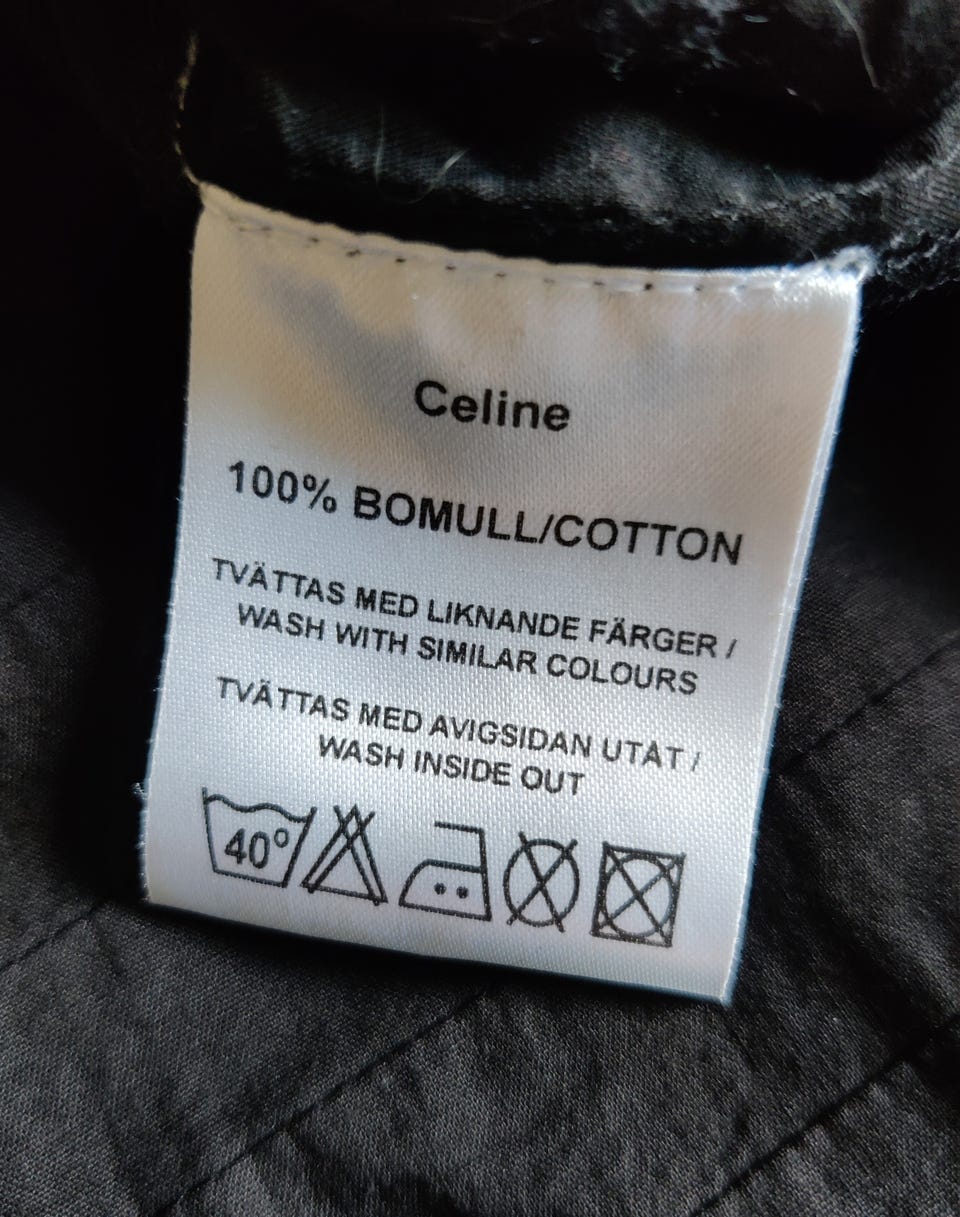 Celine
100% BOMULL/COTTON
TVÄTTAS MED LIKNANDE FÄRGER /
WASH WITH SIMILAR COLOURS
TVÄTTAS MED AVIGSIDAN UTÅT /
WASH INSIDE OUT
40°